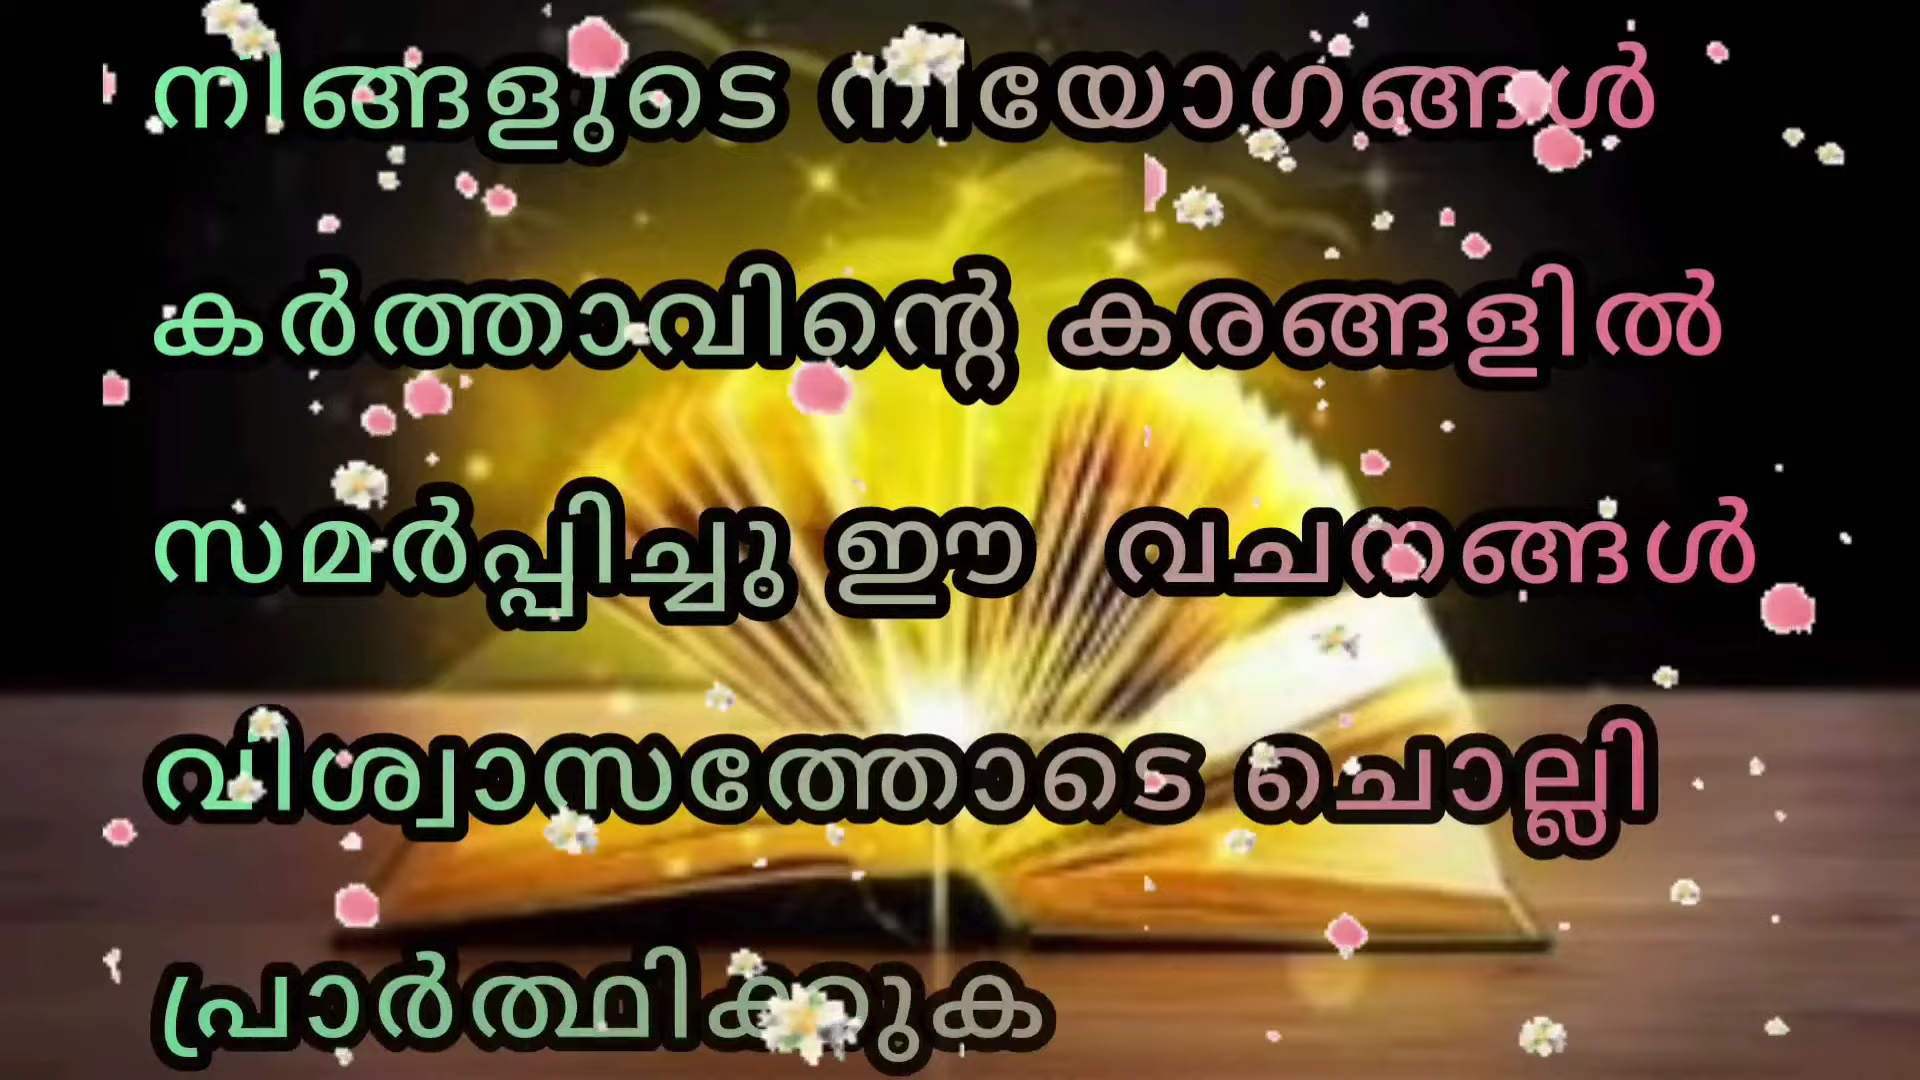 നിങ്ങളുടെ നിയോഗങ്ങൾ
കർത്താവിന്റെ കരങ്ങളിൽ
സമർപ്പിച്ചു ഈ വചനങ്ങൾ
വിശ്വാസത്തോടെ ചൊല്ലി
പ്രാർത്ഥിക്കുക